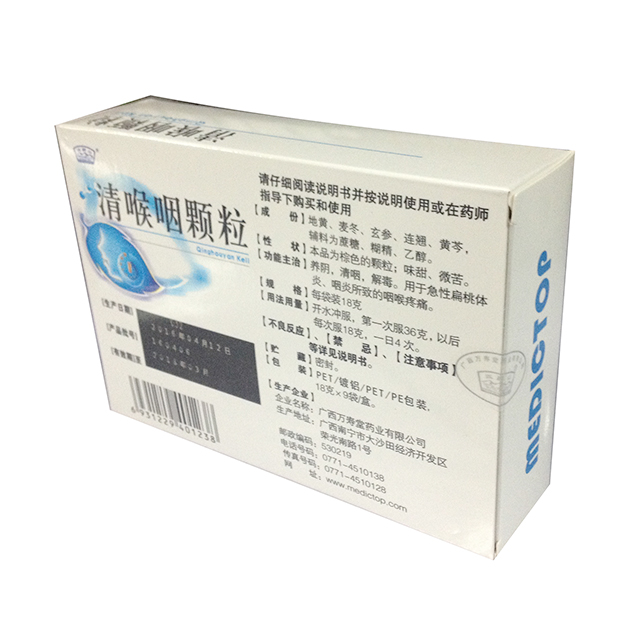 清喉咽颗粒
清喉咽颗粒
Qinghouyan Keli
请仔细阅读说明书并按说明使用或在药师
指导下购买和使用
【成 份】地黄、麦冬、玄参、连翘、黄芩,
辅料为蔗糖、糊精、乙醇。
【性 状】本品为棕色的颗粒;味甜、微苦。
【功能主治】养阴,清咽,解毒。用于急性扁桃体
炎、咽炎所致的咽喉疼痛。
【规 格】每袋装18克
【用法用量】开水冲服,第一次服36克,以后
每次服18克,一日4次。
【不良反应】、【禁 忌】、【注意事项】
等详见说明书。
【贮 藏】密封。
【包 装】PET/镀铝/PET/PE包装,
18克×9袋/盒。
【生产企业】
企业名称:广西万寿堂药业有限公司
生产地址:广西南宁市大沙田经济开发区
荣光南路1号
邮政编码:530219
电话号码:0771-4510138
传真号码:0771-4510128
网 址:www.medictop.com
【生产日期】
【产品批号】
【有效期】至
140408
6931229401238
MEDICTOP